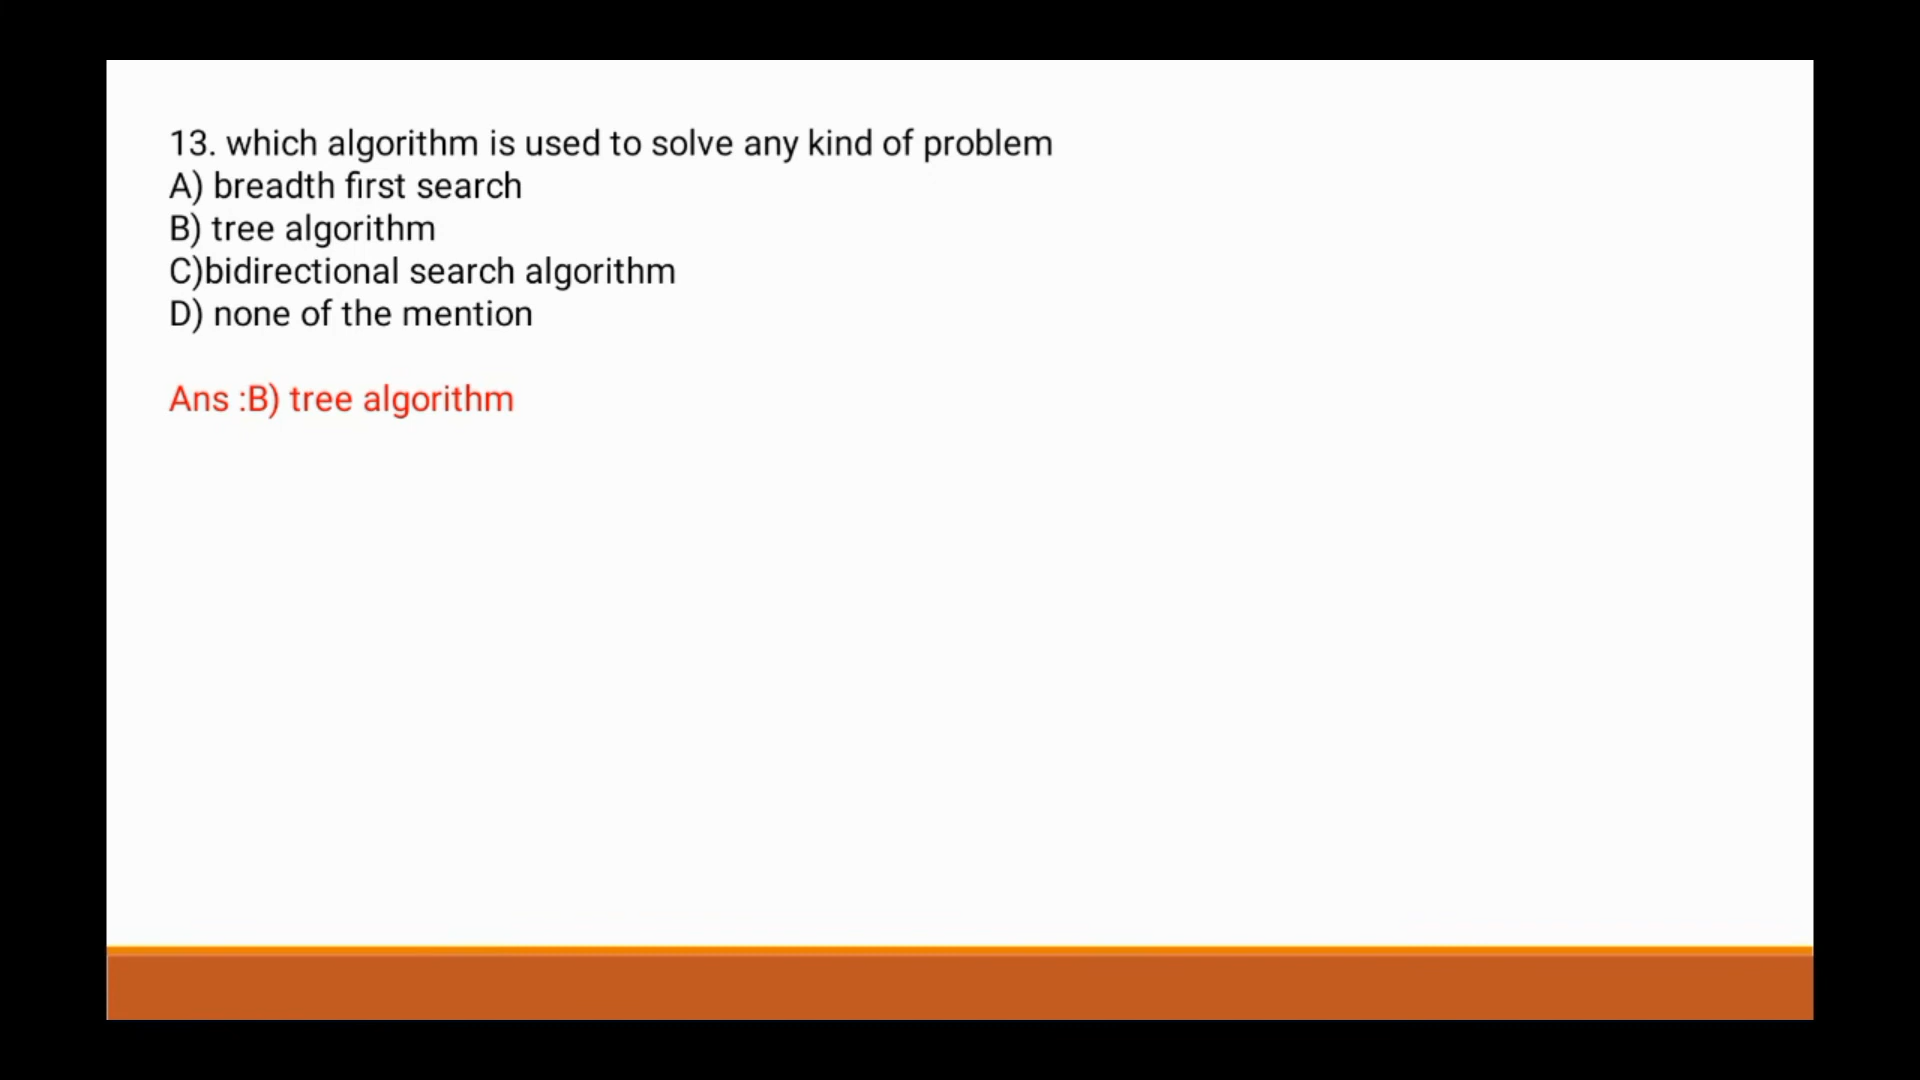 13. which algorithm is used to solve any kind of problem
A) breadth first search
B) tree algorithm
C)bidirectional search algorithm
D) none of the mention
Ans :B) tree algorithm